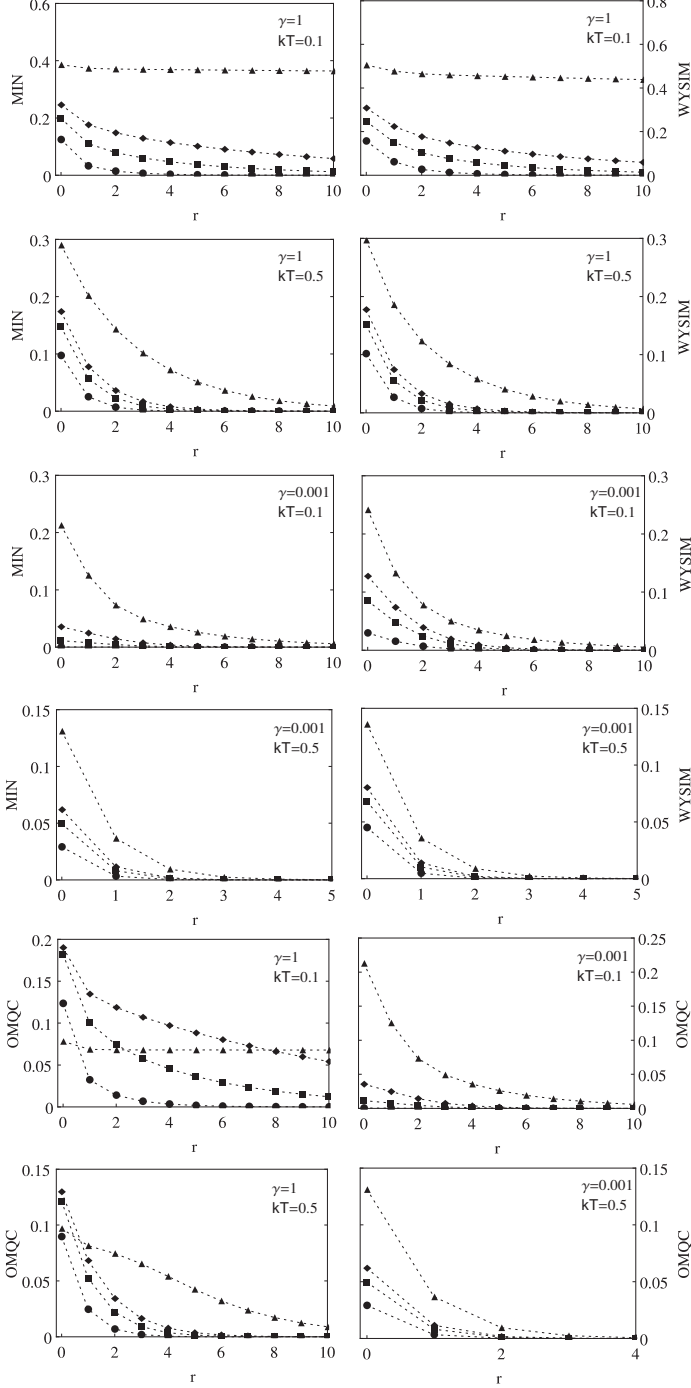 0.6
0.4
0.2
0
MIN
γ=1
kT=0.1
0 2 4 6 8 10
r
0.8
0.6
0.4
0.2
0
WYSIM
γ=1
kT=0.1
0 2 4 6 8 10
r
0.3
0.2
0.1
0
MIN
γ=1
kT=0.5
0 2 4 6 8 10
r
0.3
0.2
0.1
0
WYSIM
γ=1
kT=0.5
0 2 4 6 8 10
r
0.3
0.2
0.1
0
MIN
γ=0.001
kT=0.1
0 2 4 6 8 10
r
0.3
0.2
0.1
0
WYSIM
γ=0.001
kT=0.1
0 2 4 6 8 10
r
0.15
0.1
0.05
0
MIN
γ=0.001
kT=0.5
0 1 2 3 4 5
r
0.15
0.1
0.05
0
WYSIM
γ=0.001
kT=0.5
0 1 2 3 4 5
r
0.2
0.15
0.1
0.05
0
OMQC
γ=1
kT=0.1
0 2 4 6 8 10
r
0.25
0.2
0.15
0.1
0.05
0
OMQC
γ=0.001
kT=0.1
0 2 4 6 8 10
r
0.15
0.1
0.05
0
OMQC
γ=1
kT=0.5
0 2 4 6 8 10
r
0.15
0.1
0.05
0
OMQC
γ=0.001
kT=0.5
0 2 4
r